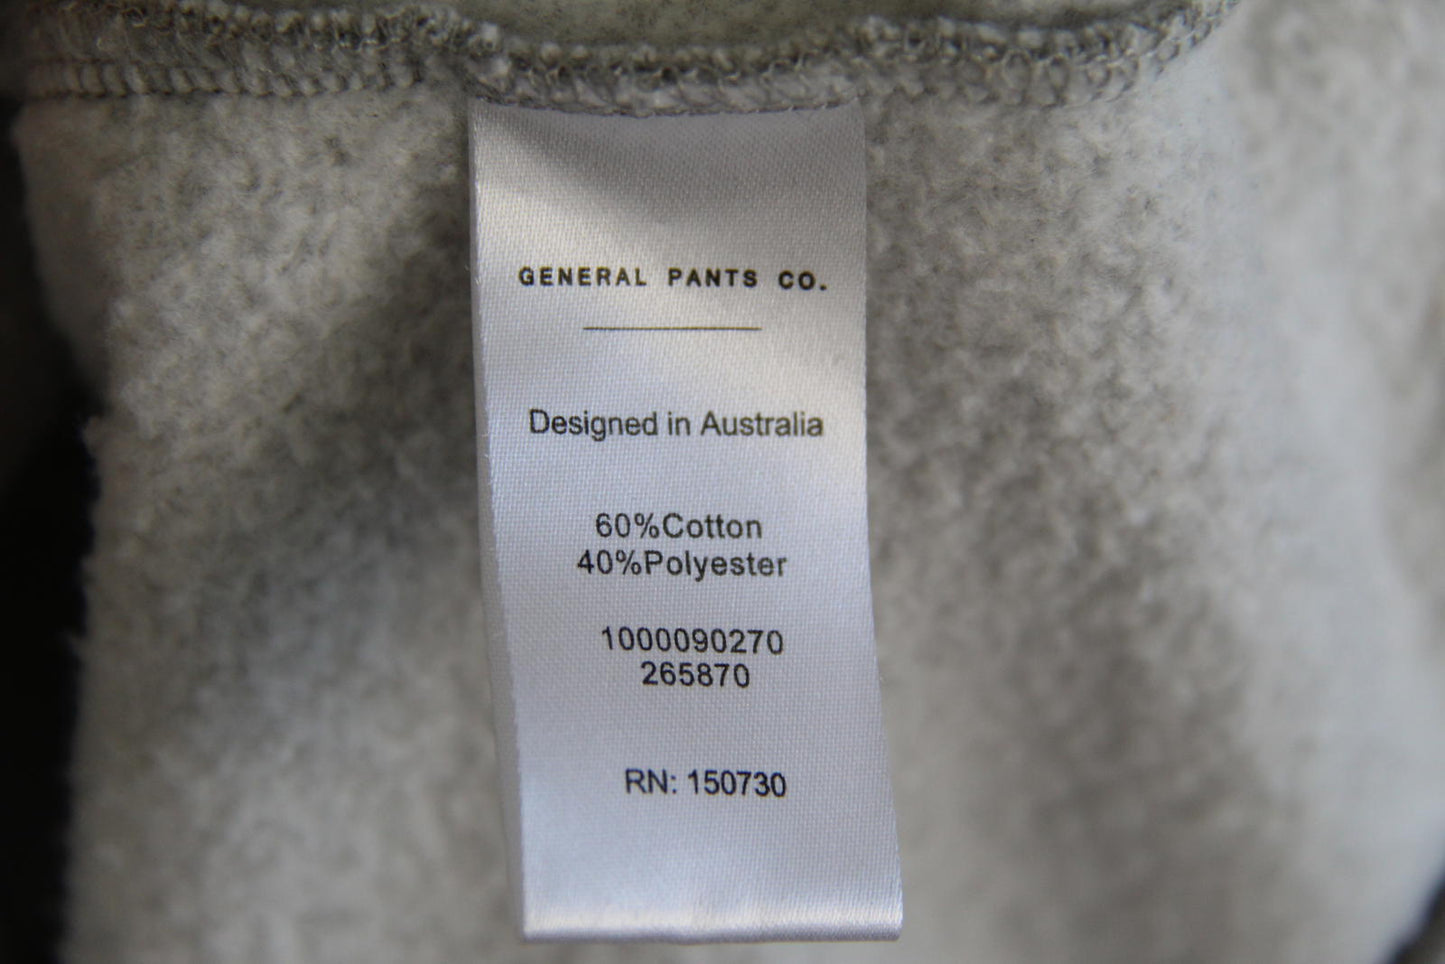 GENERAL PANTS CO.
Designed in Australia
60%Cotton
40%Polyester
1000090270
265870
RN: 150730